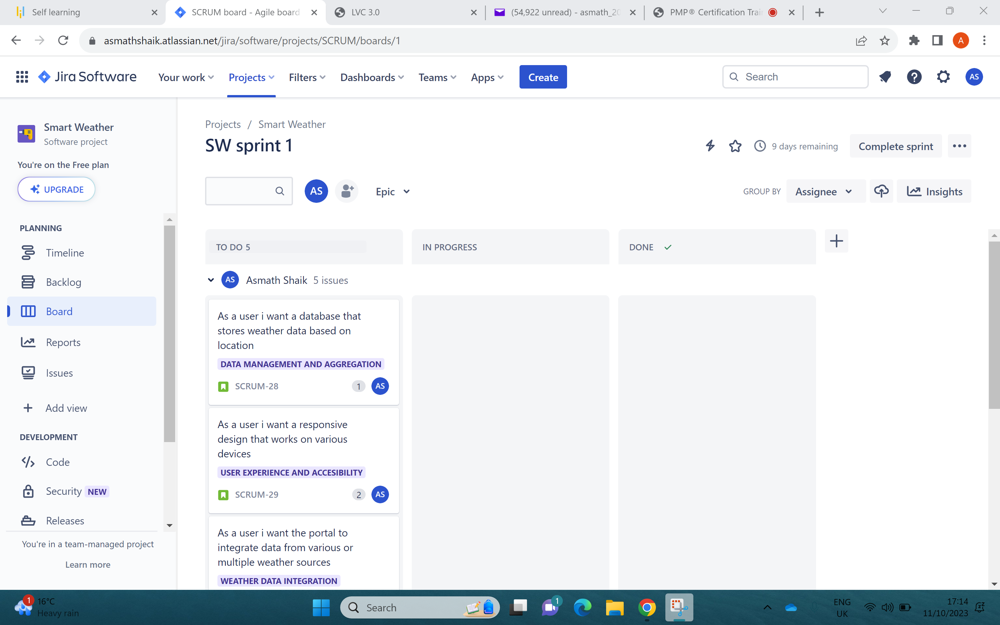 Self learning
SCRUM board - Agile board
LVC 3.0
(54,922 unread) - asmath_20
PMP® Certification Trai
asmathshaik.atlassian.net/jira/software/projects/SCRUM/boards/1
A
Jira Software
Your work
Projects
Filters
Dashboards
Teams
Apps
Create
Search
AS
Smart Weather
Software project
You're on the Free plan
UPGRADE
PLANNING
Timeline
Backlog
Board
Reports
Issues
Add view
DEVELOPMENT
Code
Security NEW
Releases
You're in a team-managed project
Learn more
Projects / Smart Weather
SW sprint 1
9 days remaining
Complete sprint
AS
Epic
GROUP BY
Assignee
Insights
TO DO 5
IN PROGRESS
DONE
AS Asmath Shaik 5 issues
As a user i want a database that
stores weather data based on
location
DATA MANAGEMENT AND AGGREGATION
SCRUM-28 1 AS
As a user i want a responsive
design that works on various
devices
USER EXPERIENCE AND ACCESIBILITY
SCRUM-29 2 AS
As a user i want the portal to
integrate data from various or
multiple weather sources
WEATHER DATA INTEGRATION
1
16°C
Heavy rain
Search
1
ENG
UK
17:14
11/10/2023